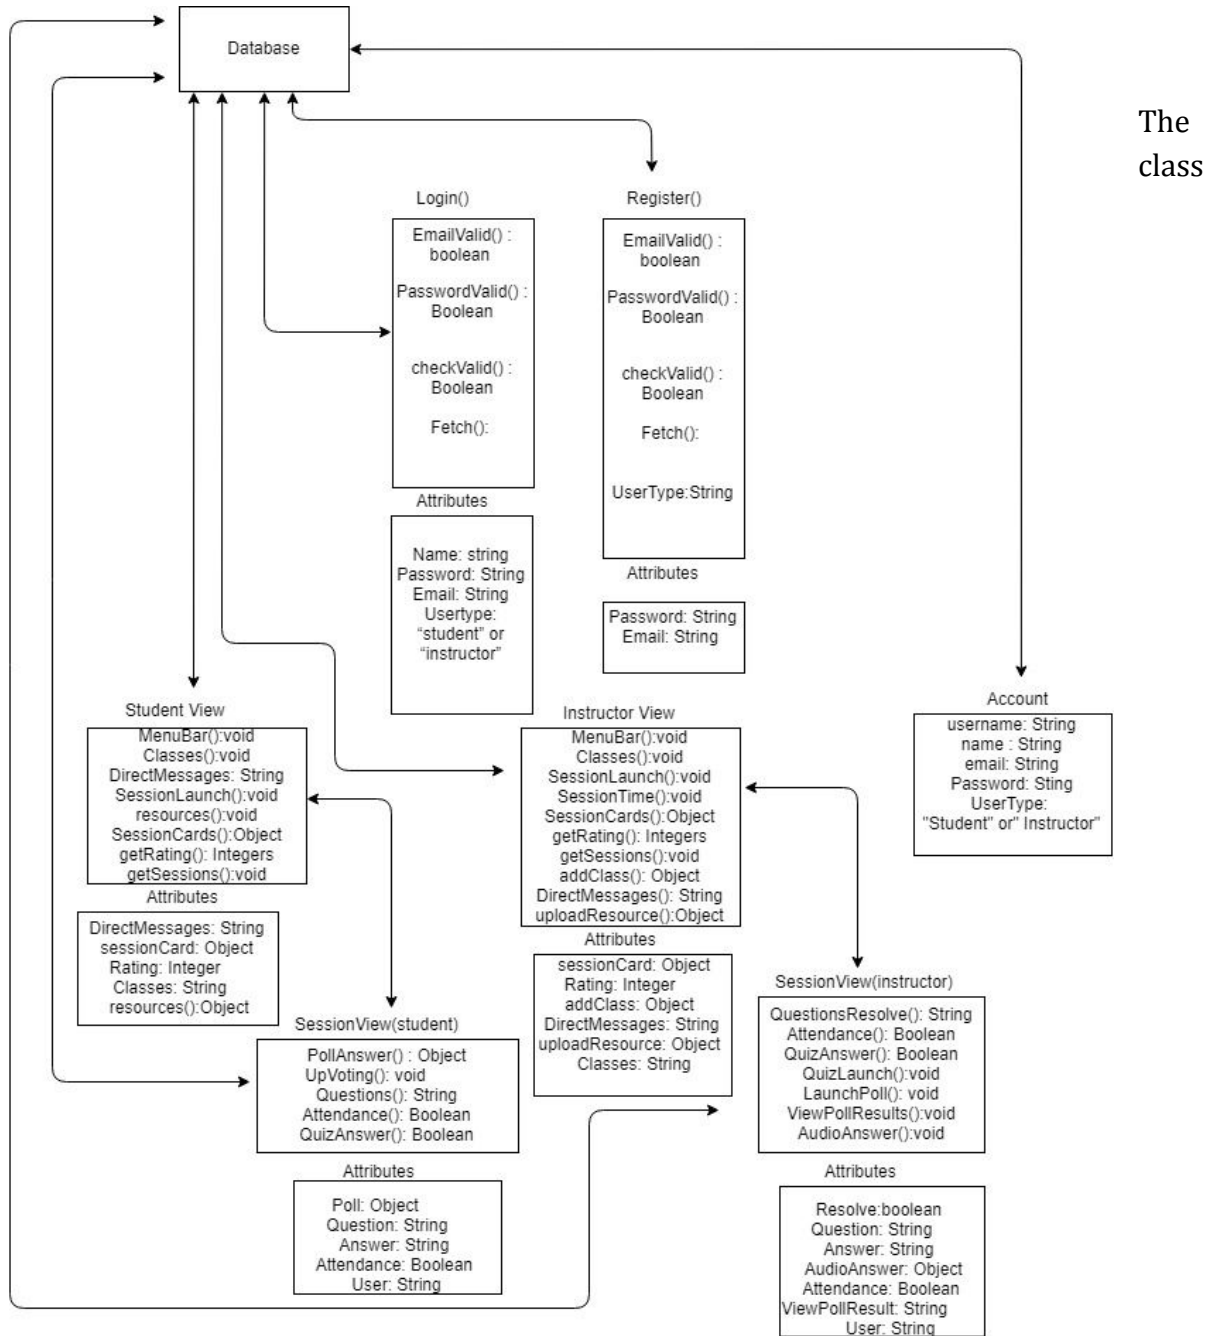 Database
The
class
Login()
EmailValid() :
boolean
PasswordValid() :
Boolean
checkValid() :
Boolean
Fetch():
Attributes
Name: string
Password: String
Email: String
Usertype:
“student” or
“instructor”
Register()
EmailValid() :
boolean
PasswordValid() :
Boolean
checkValid() :
Boolean
Fetch():
UserType:String
Attributes
Password: String
Email: String
Account
username: String
name : String
email: String
Password: Sting
UserType:
"Student" or" Instructor”
Student View
MenuBar():void
Classes():void
DirectMessages: String
SessionLaunch():void
resources():void
SessionCards():Object
getRating(): Integers
getSessions():void
Attributes
DirectMessages: String
sessionCard: Object
Rating: Integer
Classes: String
resources():Object
Instructor View
MenuBar():void
Classes():void
SessionLaunch():void
SessionTime():void
SessionCards():Object
getRating(): Integers
getSessions():void
addClass(): Object
DirectMessages(): String
uploadResource():Object
Attributes
sessionCard: Object
Rating: Integer
addClass: Object
DirectMessages: String
uploadResource: Object
Classes: String
SessionView(student)
PollAnswer() : Object
UpVoting(): void
Questions(): String
Attendance(): Boolean
QuizAnswer(): Boolean
Attributes
Poll: Object
Question: String
Answer: String
Attendance: Boolean
User: String
SessionView(instructor)
QuestionsResolve(): String
Attendance(): Boolean
QuizAnswer(): Boolean
QuizLaunch():void
LaunchPoll(): void
ViewPollResults():void
AudioAnswer():void
Attributes
Resolve:boolean
Question: String
Answer: String
AudioAnswer: Object
Attendance: Boolean
ViewPollResult: String
User: String